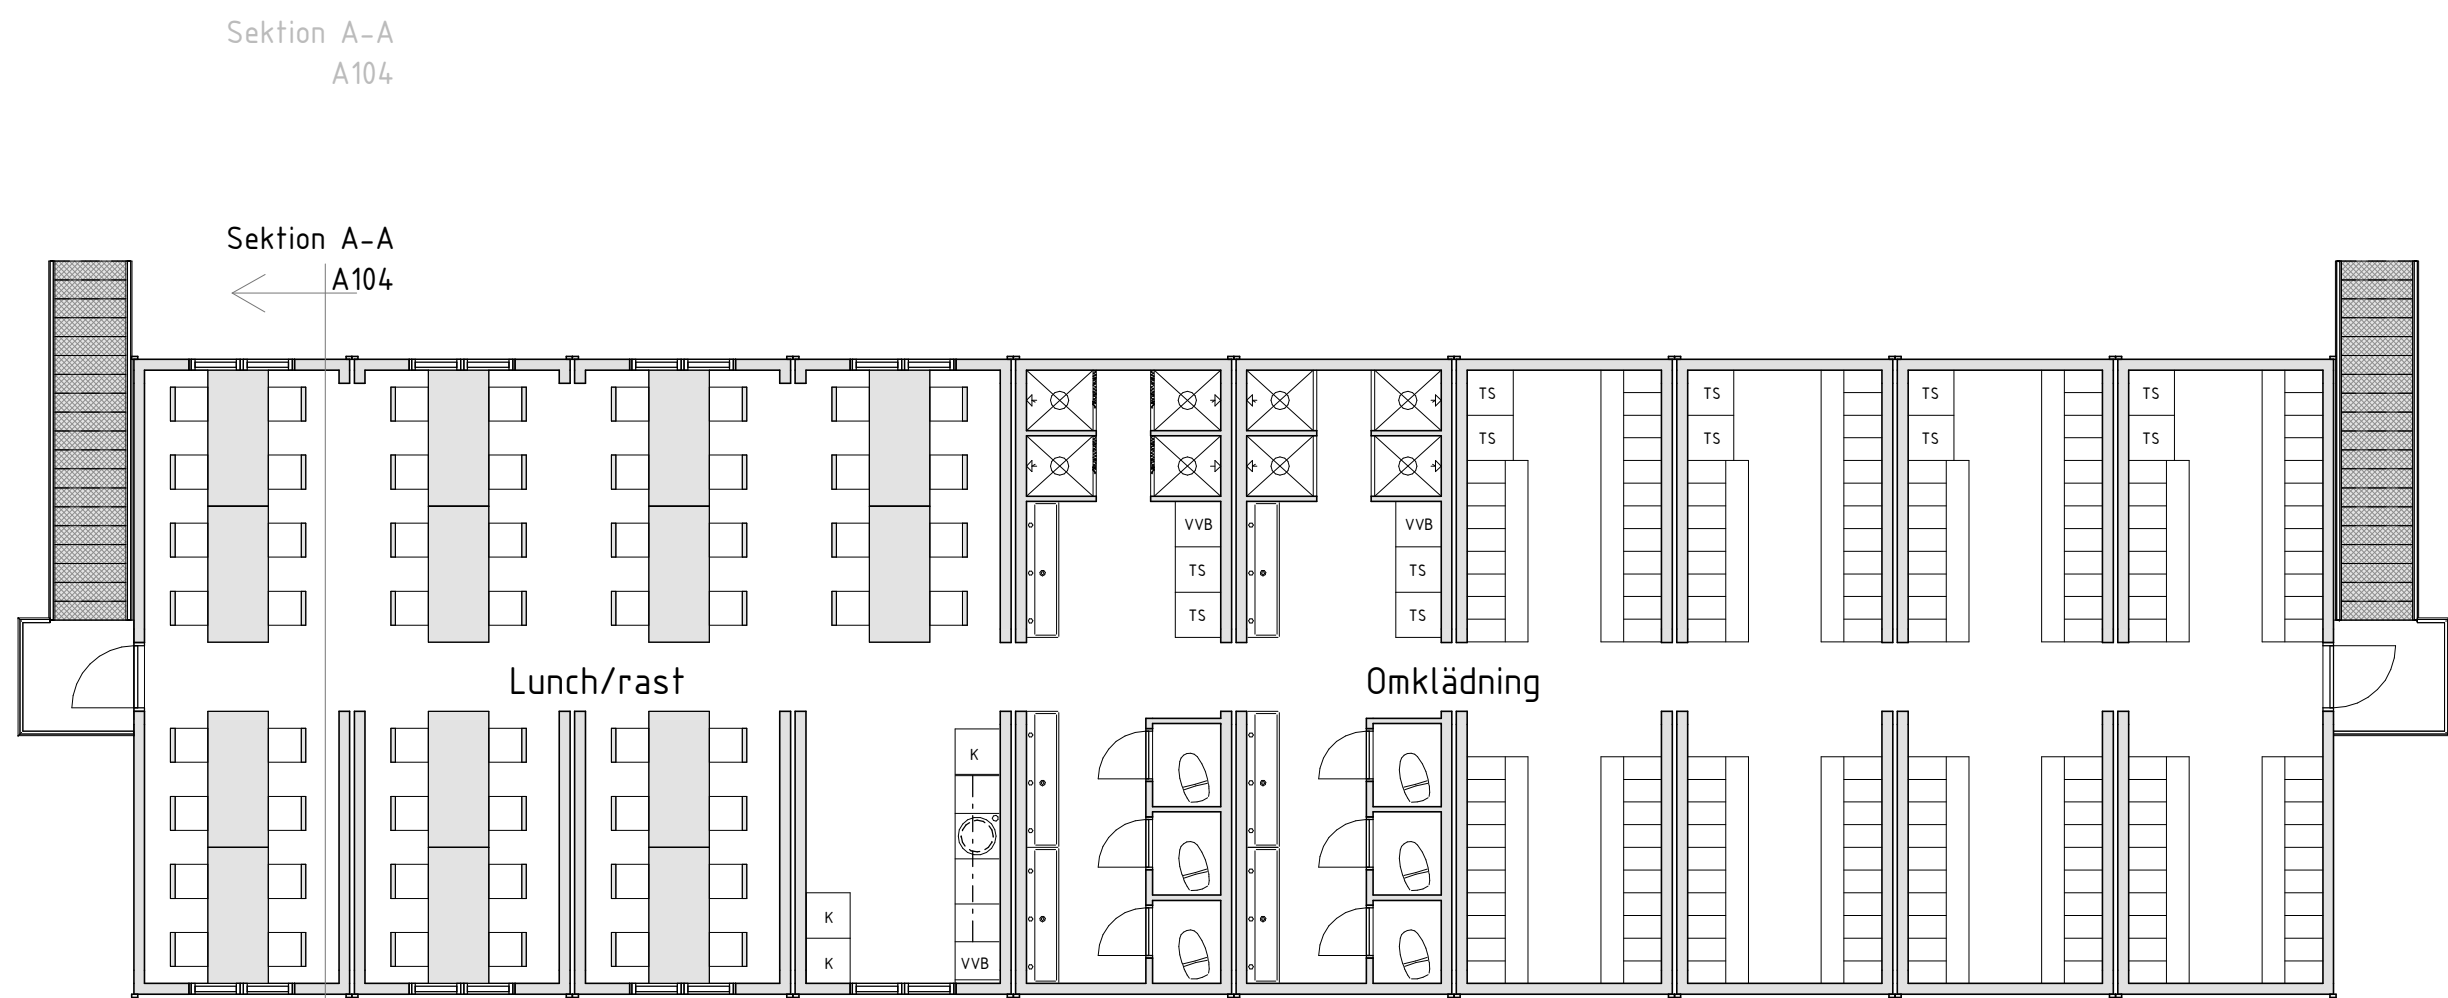 Sektion A-A
A104
Sektion A-A
A104
TS TS TS TS
TS TS TS TS
VVB VVB
TS TS
TS TS
Lunch/rast Omklädning
K
K
K VVB